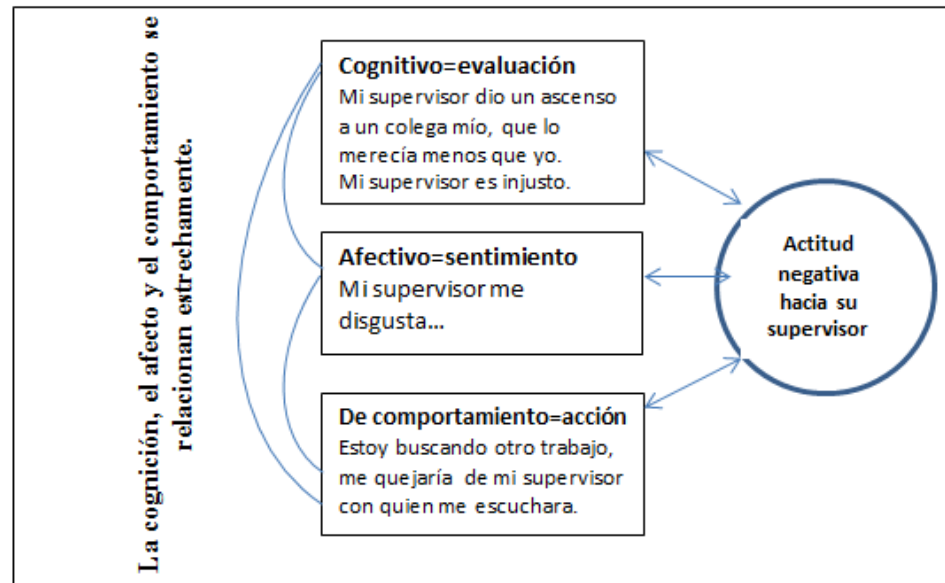 La cognición, el afecto y el comportamiento se
relacionan estrechamente.
Cognitivo=evaluación
Mi supervisor dio un ascenso
a un colega mío, que lo
merecía menos que yo.
Mi supervisor es injusto.
Afectivo=sentimiento
Mi supervisor me
disgusta...
De comportamiento=acción
Estoy buscando otro trabajo,
me quejaría de mi supervisor
con quien me escuchara.
Actitud
negativa
hacia su
supervisor